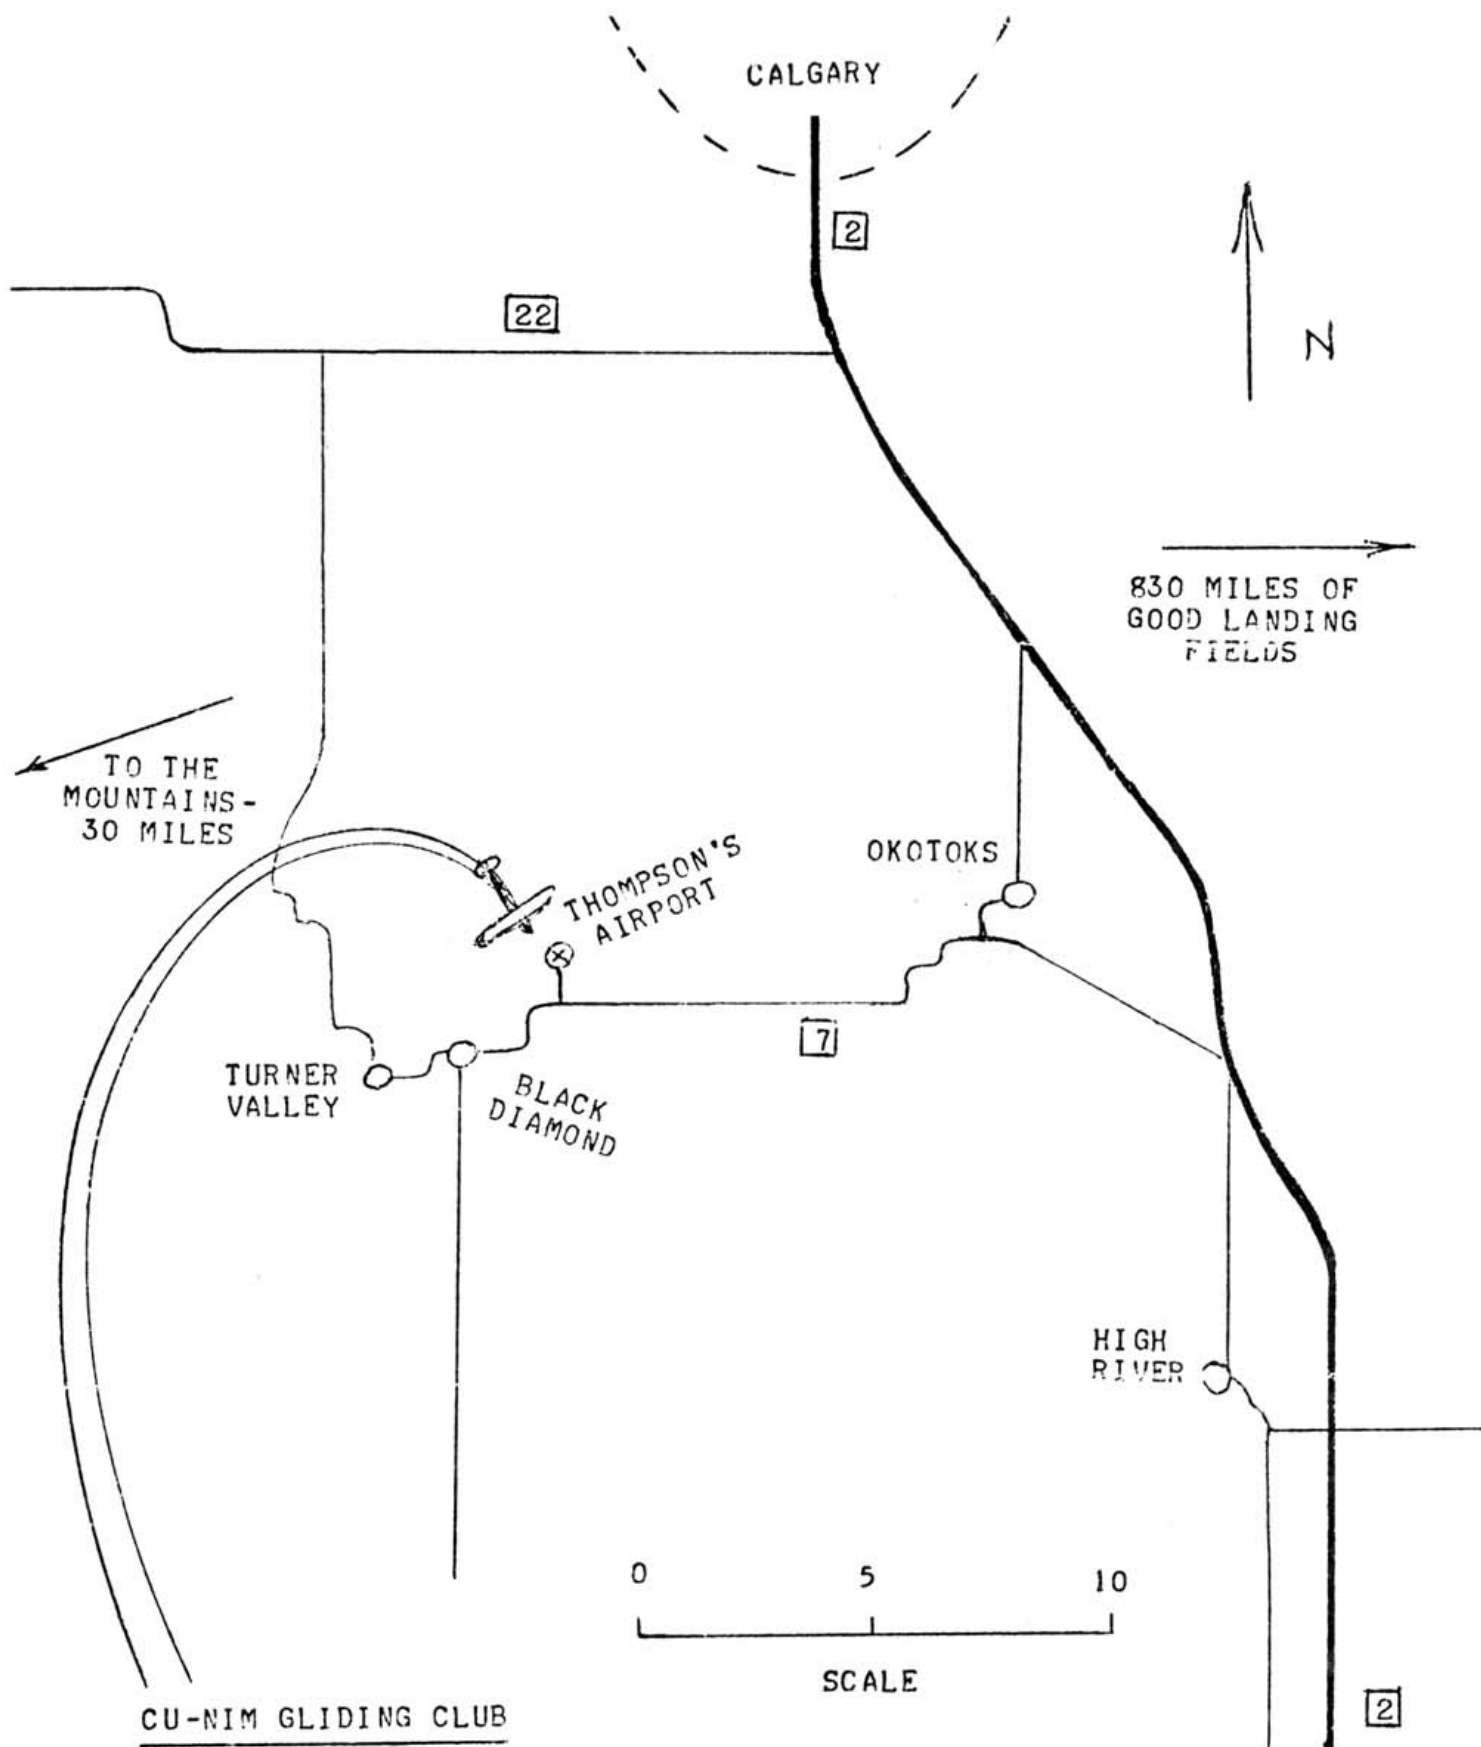 CALGARY
2
22
N
830 MILES OF
GOOD LANDING
FIELDS
TO THE
MOUNTAINS-
30 MILES
THOMPSON'S
AIRPORT
OKOTOKS
7
TURNER
VALLEY
BLACK
DIAMOND
HIGH
RIVER
0 5 10
SCALE
2
CU-NIM GLIDING CLUB